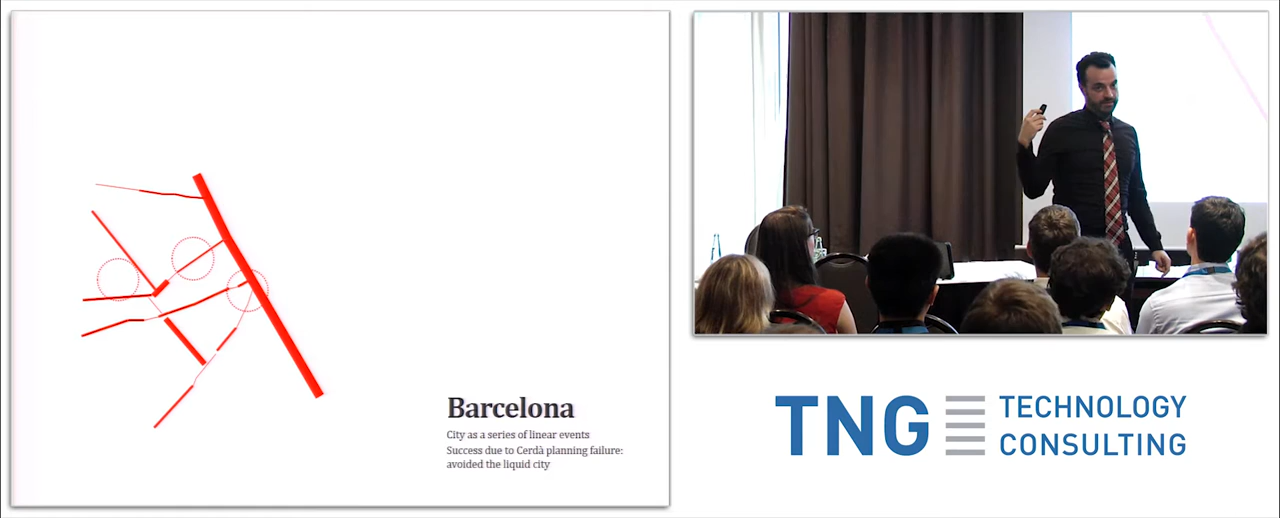 Barcelona
City as a series of linear events
Success due to Cerdà planning failure:
avoided the liquid city
TNG TECHNOLOGY
CONSULTING